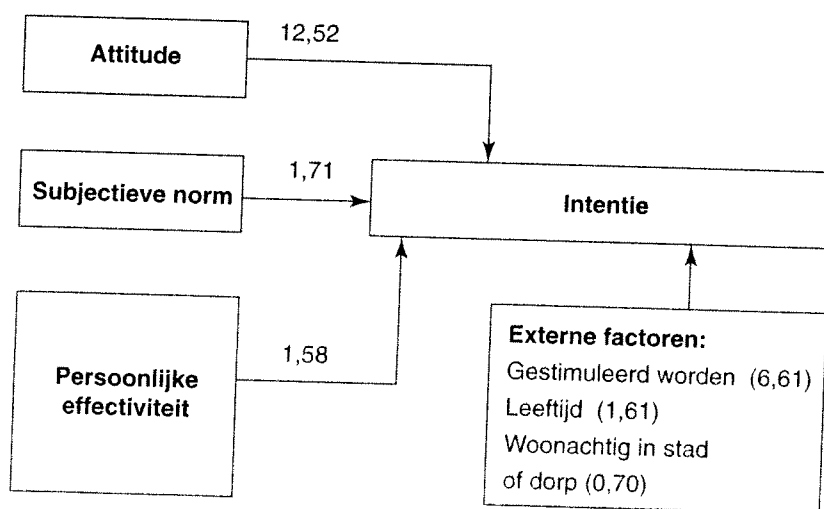 Attitude
12,52
Subjectieve norm
1,71
Intentie
Persoonlijke
effectiviteit
1,58
Externe factoren:
Gestimuleerd worden (6,61)
Leeftijd (1,61)
Woonachtig in stad
of dorp (0,70)